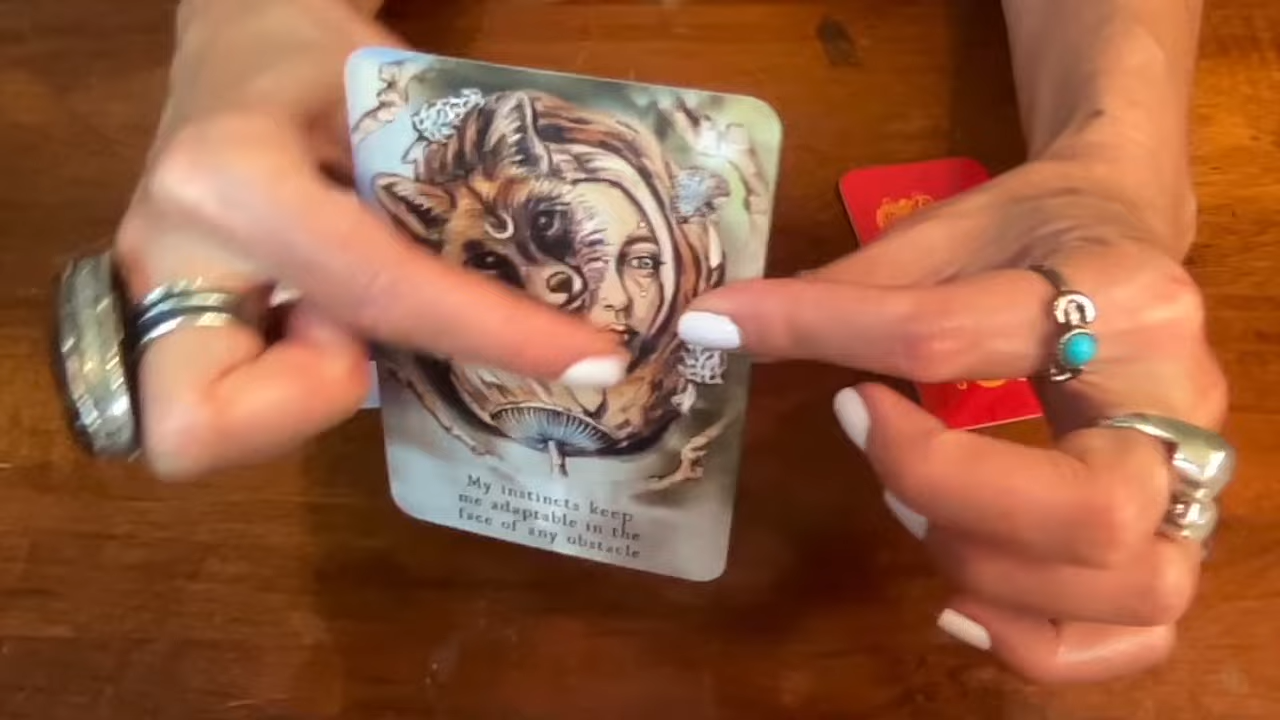 My instincts keep
me adaptable in the
face of any obstacle